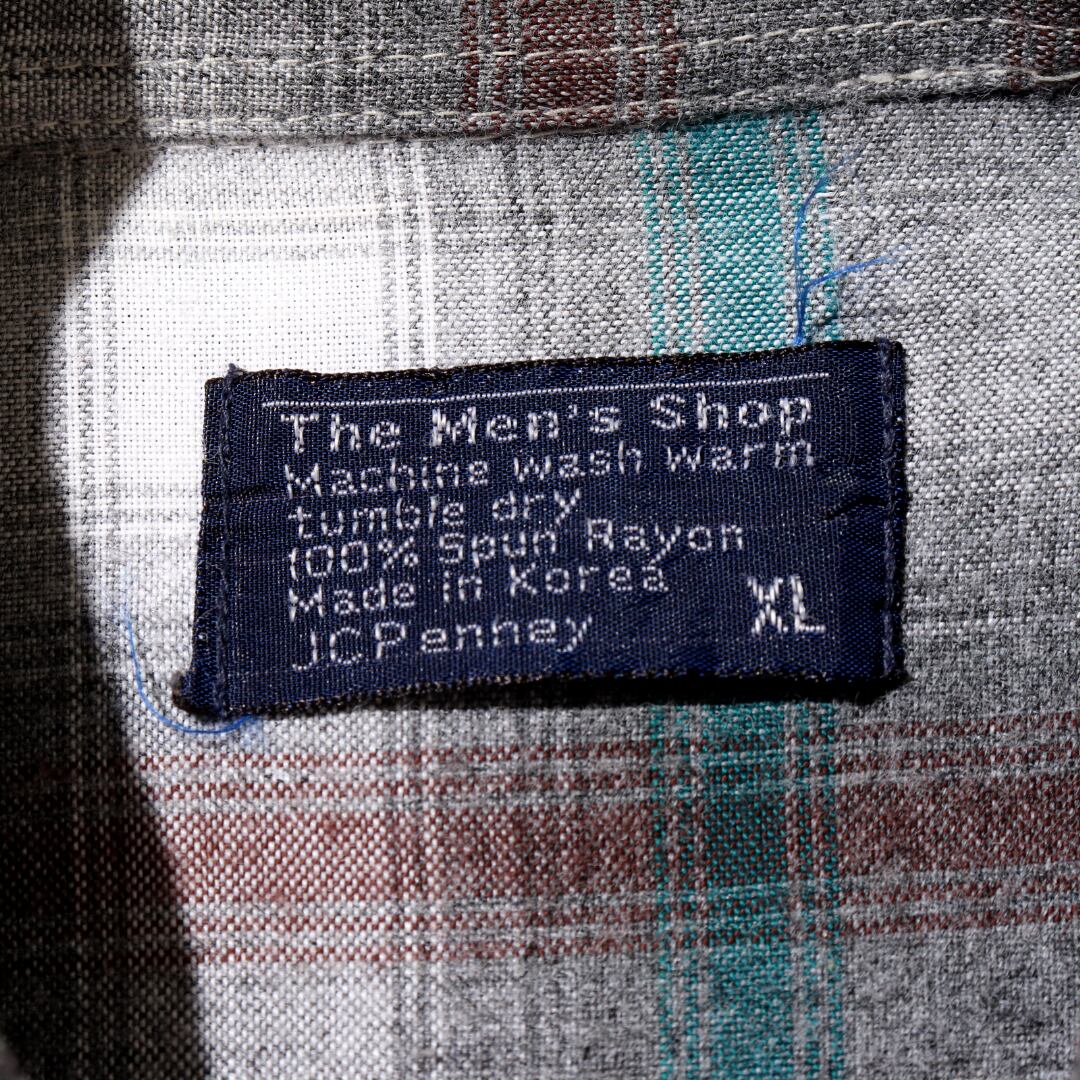 The Men's Shop
Machine wash warm
tumble dry
100% Spun Rayon
Made in Korea
JCPenney XL